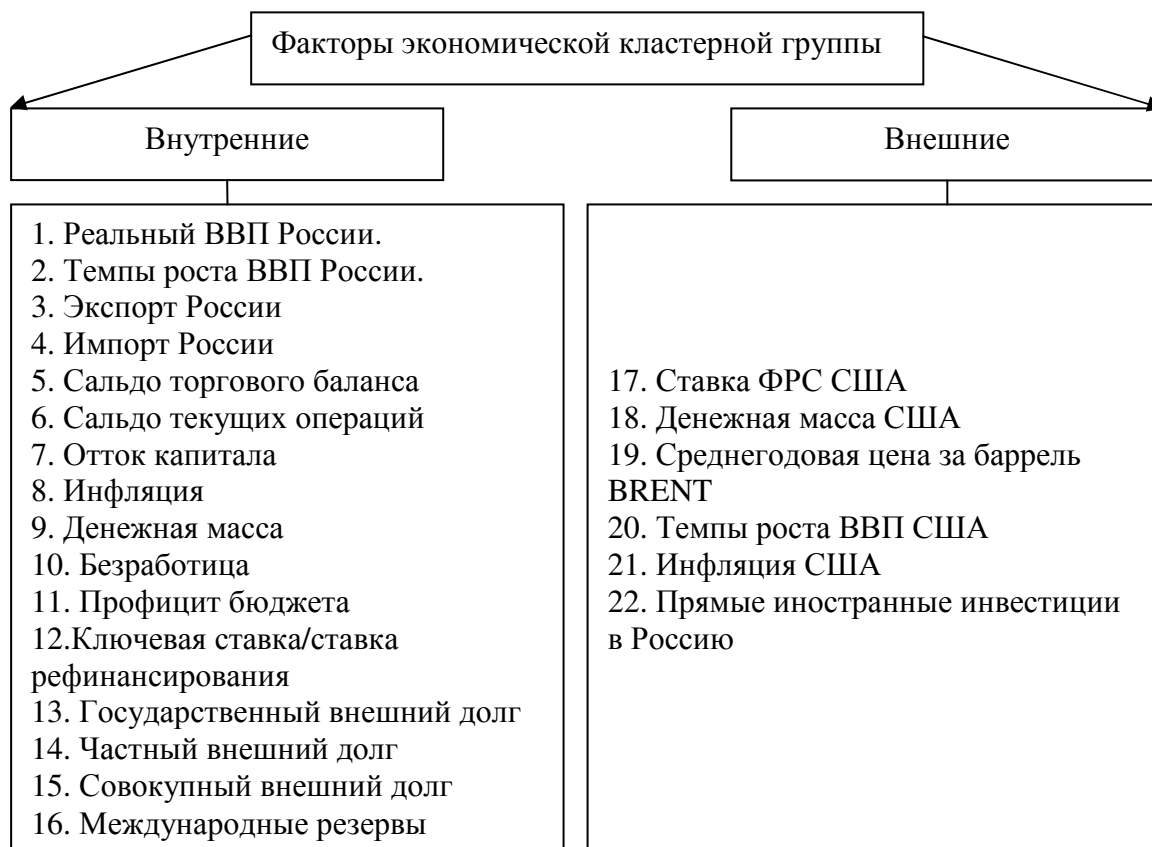 Факторы экономической кластерной группы
Внутренние
Внешние
1. Реальный ВВП России.
2. Темпы роста ВВП России.
3. Экспорт России
4. Импорт России
5. Сальдо торгового баланса
6. Сальдо текущих операций
7. Отток капитала
8. Инфляция
9. Денежная масса
10. Безработица
11. Профицит бюджета
12.Ключевая ставка/ставка
рефинансирования
13. Государственный внешний долг
14. Частный внешний долг
15. Совокупный внешний долг
16. Международные резервы
17. Ставка ФРС США
18. Денежная масса США
19. Среднегодовая цена за баррель
BRENT
20. Темпы роста ВВП США
21. Инфляция США
22. Прямые иностранные инвестиции
в Россию